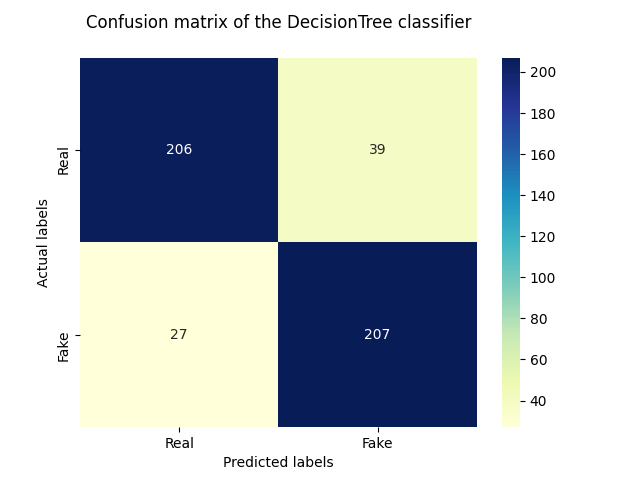 Confusion matrix of the DecisionTree classifier
Actual labels
Real
Fake
206
39
27
207
Real
Fake
Predicted labels
200
180
160
140
120
100
80
60
40